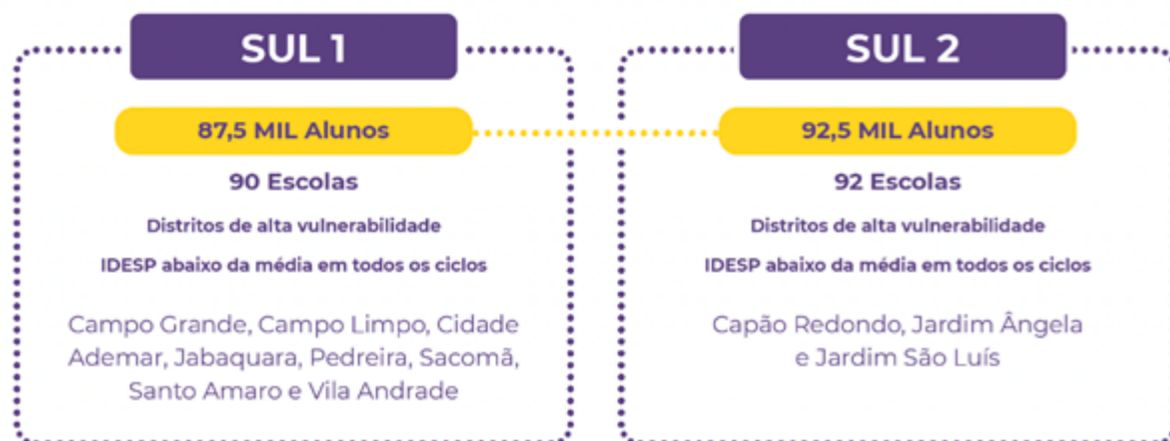 SUL 1
87,5 MIL Alunos
90 Escolas
Distritos de alta vulnerabilidade
IDESP abaixo da média em todos os ciclos
Campo Grande, Campo Limpo, Cidade
Ademar, Jabaquara, Pedreira, Sacomã,
Santo Amaro e Vila Andrade
SUL 2
92,5 MIL Alunos
92 Escolas
Distritos de alta vulnerabilidade
IDESP abaixo da média em todos os ciclos
Capão Redondo, Jardim Ângela
e Jardim São Luís